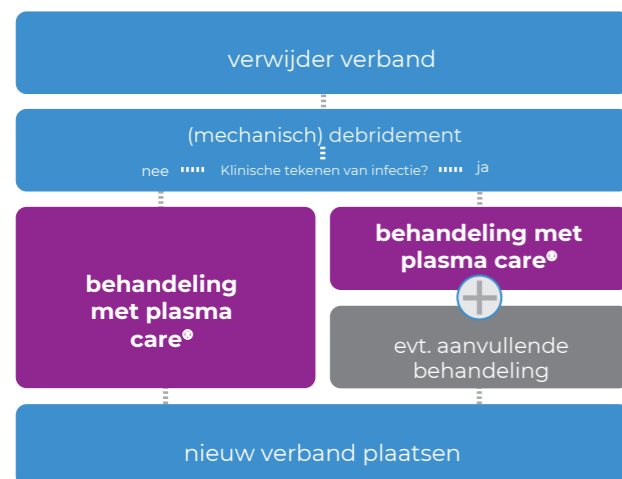 verwijder verband
(mechanisch) debridement
nee Klinische tekenen van infectie? ja
behandeling
met plasma
care®
behandeling met
plasma care®
evt. aanvullende
behandeling
nieuw verband plaatsen